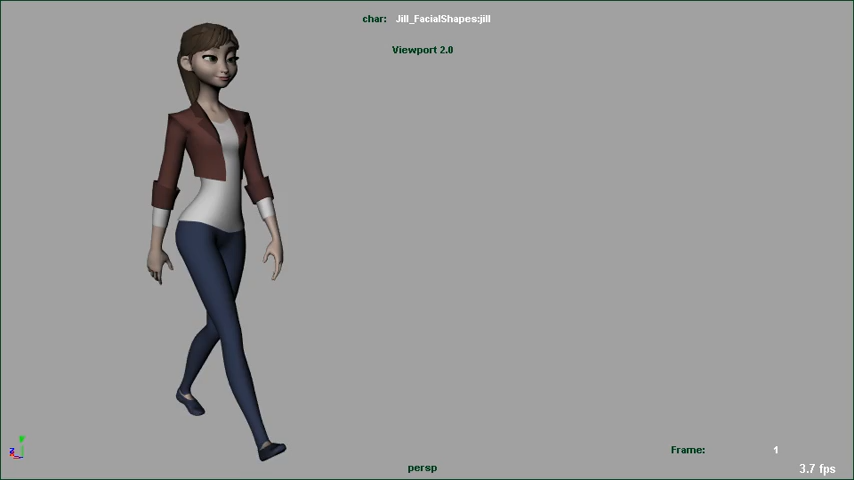 char: Jill_FacialShapes:jill
Viewport 2.0
Frame: 1
persp
3.7 fps